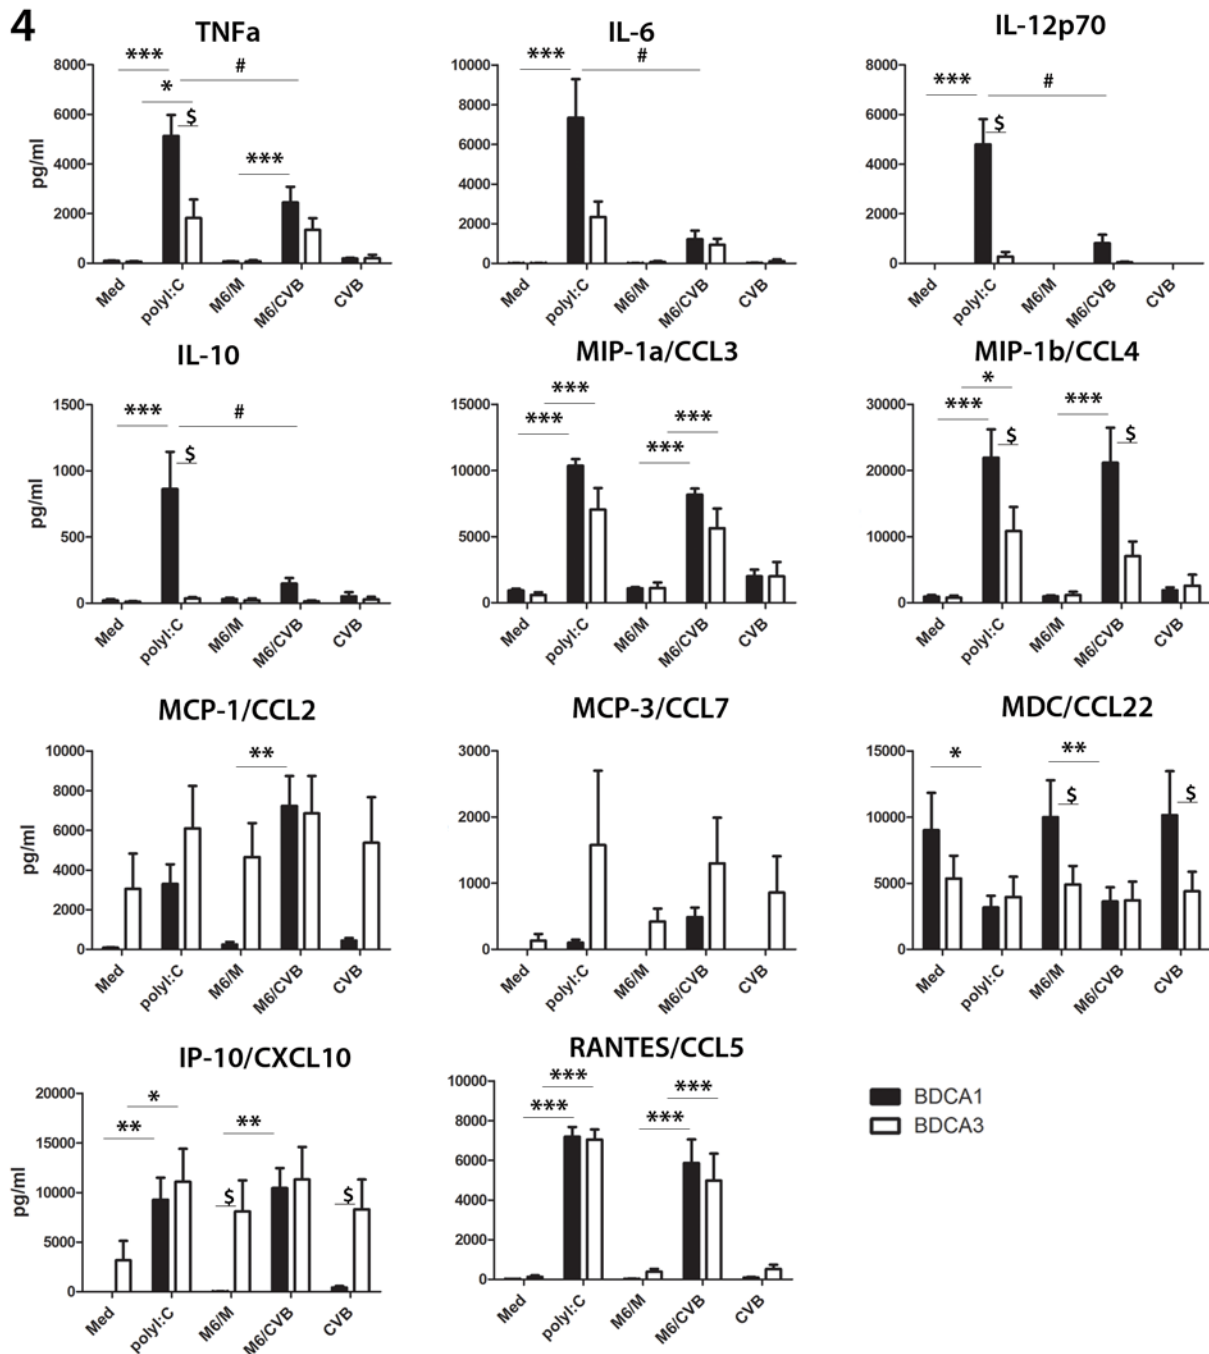 4
TNFa
IL-6
IL-12p70
8000
6000
4000
2000
0
pg/ml
***
*
#
$
***
Med
polyI:C
M6/M
M6/CVB
CVB
10000
8000
6000
4000
2000
0
***
#
Med
polyI:C
M6/M
M6/CVB
CVB
8000
6000
4000
2000
0
***
#
$
Med
polyI:C
M6/M
M6/CVB
CVB
IL-10
MIP-1a/CCL3
MIP-1b/CCL4
1500
1000
500
0
pg/ml
***
#
$
Med
polyI:C
M6/M
M6/CVB
CVB
15000
10000
5000
0
***
***
***
***
Med
polyI:C
M6/M
M6/CVB
CVB
30000
20000
10000
0
*
***
$
***
$
Med
polyI:C
M6/M
M6/CVB
CVB
MCP-1/CCL2
MCP-3/CCL7
MDC/CCL22
10000
8000
6000
4000
2000
0
pg/ml
**
Med
polyI:C
M6/M
M6/CVB
CVB
3000
2000
1000
0
Med
polyI:C
M6/M
M6/CVB
CVB
15000
10000
5000
0
*
**
$
$
Med
polyI:C
M6/M
M6/CVB
CVB
IP-10/CXCL10
RANTES/CCL5
20000
15000
10000
5000
0
pg/ml
*
**
**
$
$
Med
polyI:C
M6/M
M6/CVB
CVB
10000
8000
6000
4000
2000
0
***
***
***
***
Med
polyI:C
M6/M
M6/CVB
CVB
BDCA1
BDCA3